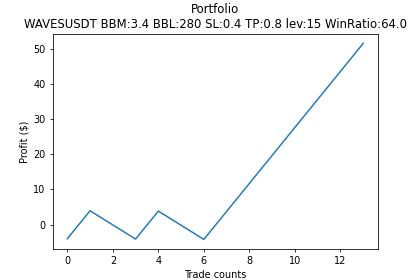 Portfolio
WAVESUSDT BBM:3.4 BBL:280 SL:0.4 TP:0.8 lev:15 WinRatio:64.0
Profit ($)
50
40
30
20
10
0
0 2 4 6 8 10 12
Trade counts